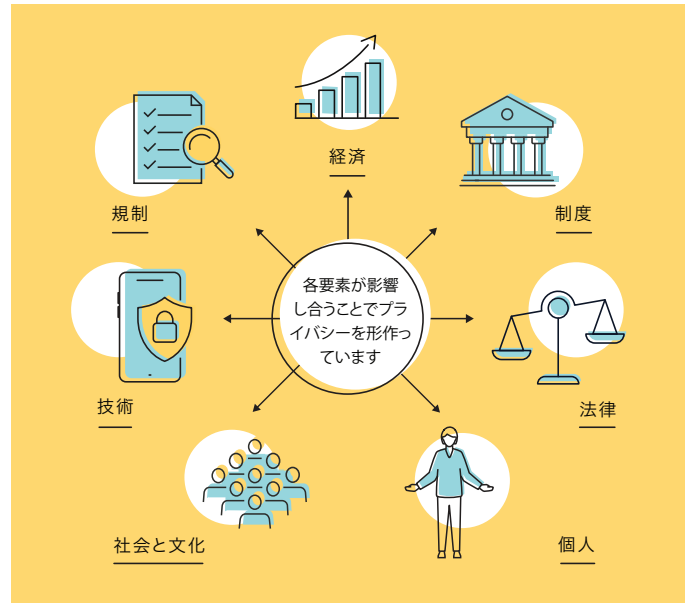 経済
規制
制度
各要素が影響
し合うことでプラ
イバシーを形作っ
ています
技術
法律
社会と文化
個人